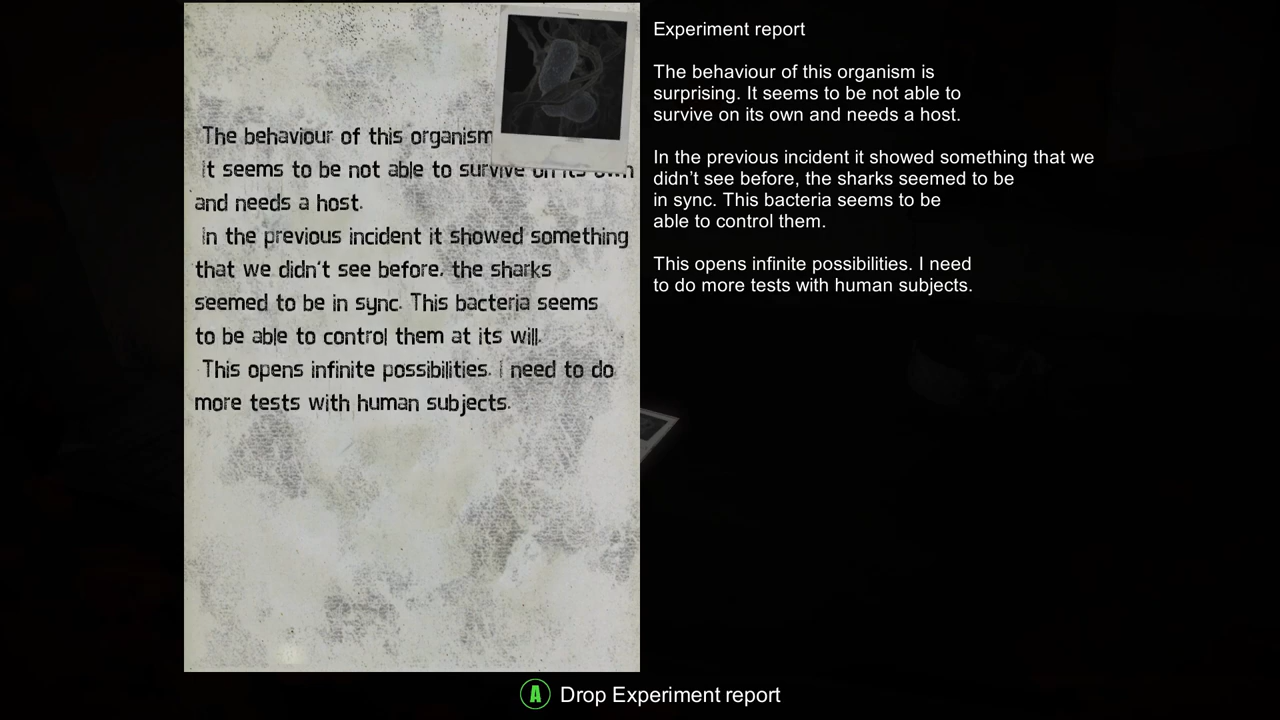 The behaviour of this organism
it seems to be not able to survive on its own
and needs a host.
in the previous incident it showed something
that we didn't see before, the sharks
seemed to be in sync. This bacteria seems
to be able to control them at its will.
This opens infinite possibilities. i need to do
more tests with human subjects.
Experiment report
The behaviour of this organism is
surprising. It seems to be not able to
survive on its own and needs a host.
In the previous incident it showed something that we
didn’t see before, the sharks seemed to be
in sync. This bacteria seems to be
able to control them.
This opens infinite possibilities. I need
to do more tests with human subjects.
A Drop Experiment report